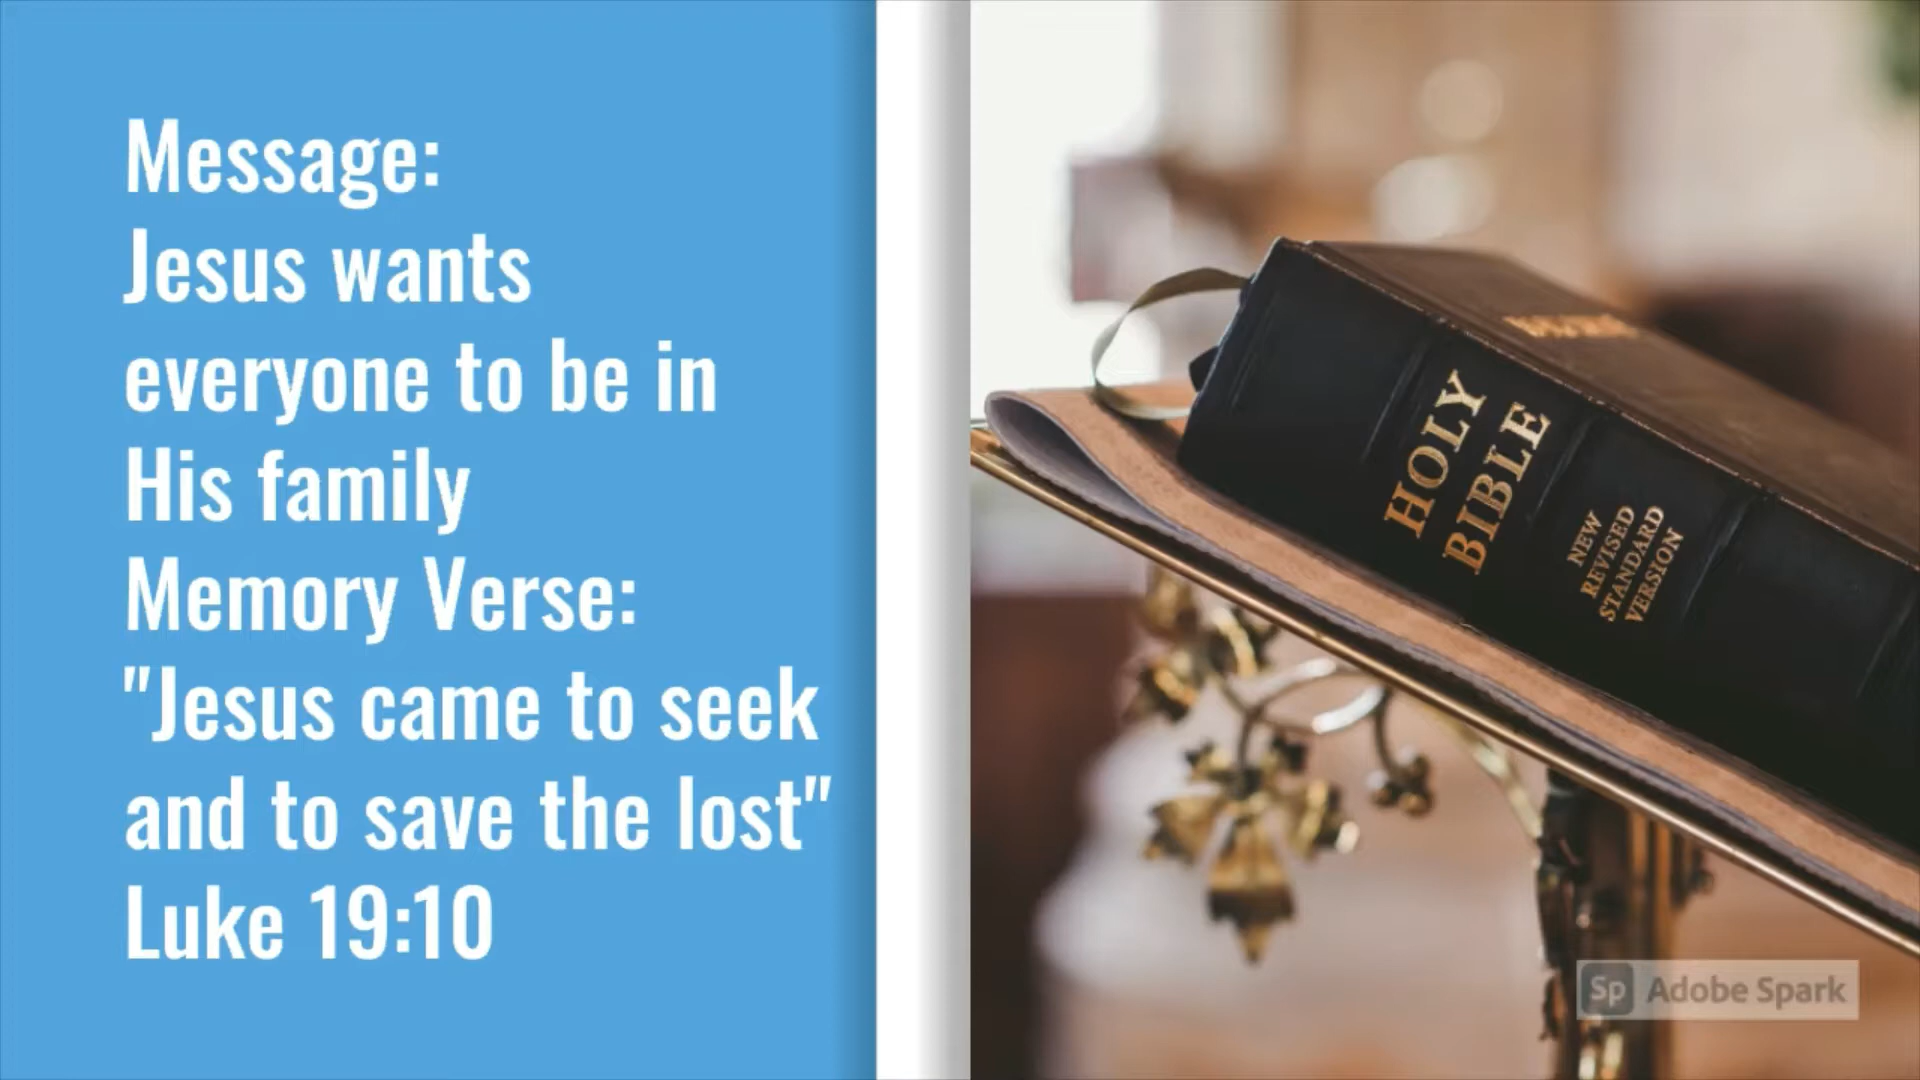 Message:
Jesus wants
everyone to be in
His family
Memory Verse:
"Jesus came to seek
and to save the lost"
Luke 19:10
HOLY
BIBLE
NEW
REVISED
STANDARD
VERSION
Sp Adobe Spark